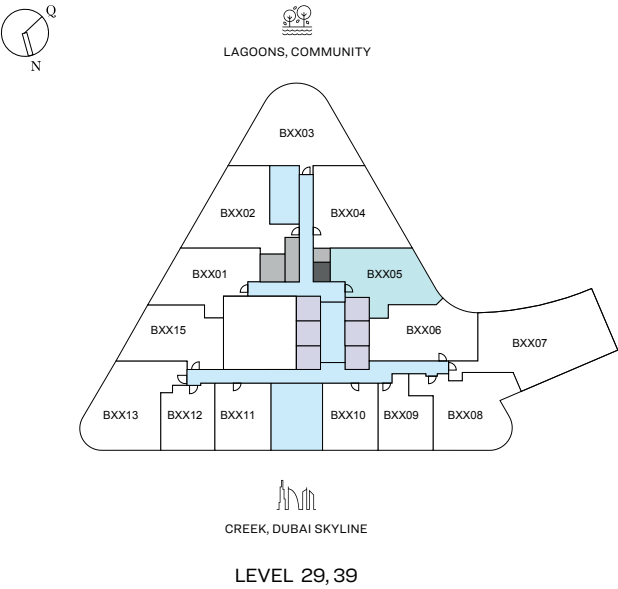 Q
N
LAGOONS, COMMUNITY
BXX03
BXX02
BXX04
BXX01
BXX05
BXX15
BXX06
BXX07
BXX13
BXX12
BXX11
BXX10
BXX09
BXX08
CREEK, DUBAI SKYLINE
LEVEL 29, 39